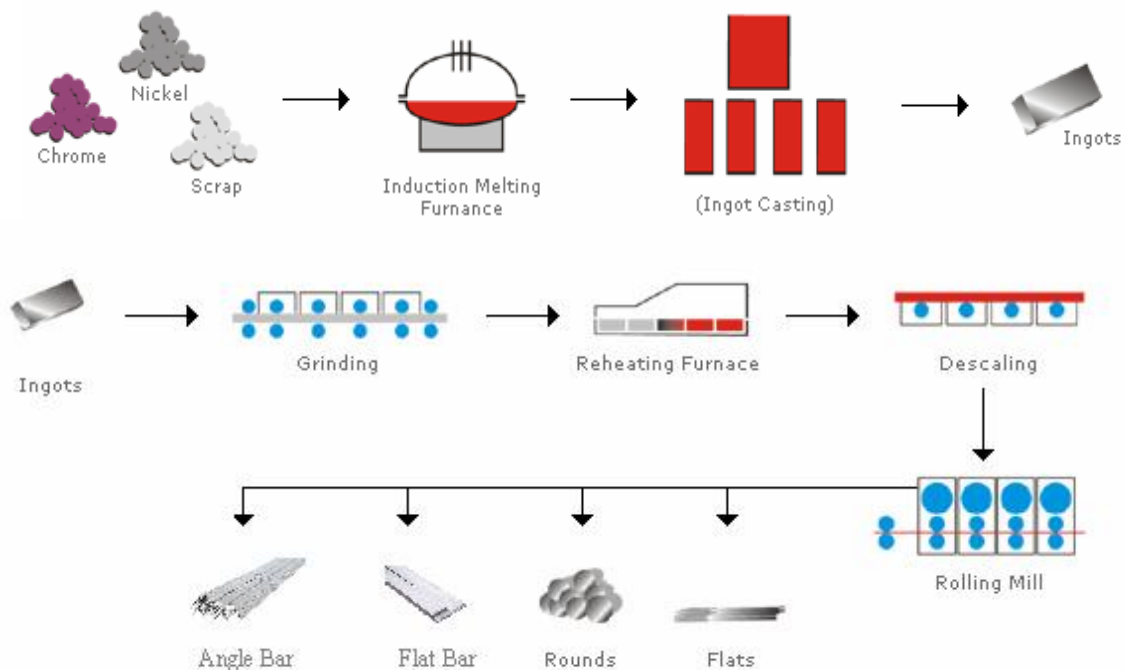 Nickel
Chrome
Scrap
Induction Melting
Furnance
(Ingot Casting)
Ingots
Ingots
Grinding
Reheating Furnace
Descaling
Rolling Mill
Angle Bar
Flat Bar
Rounds
Flats